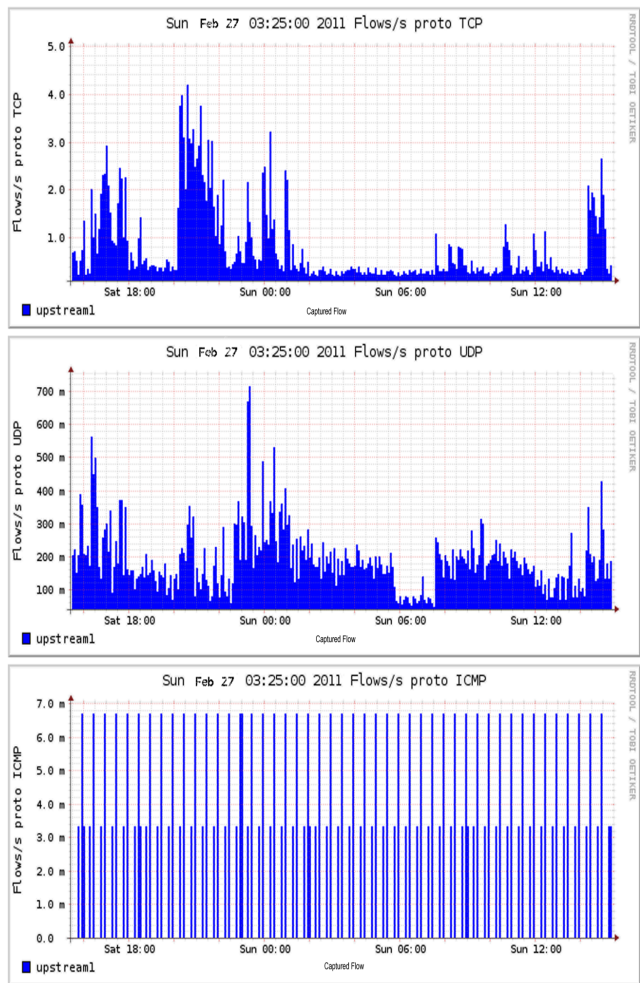 Sun Feb 27 03:25:00 2011 Flows/s proto TCP
RRDTOOL / TOBI OETIKER
Flows/s proto TCP
5.0
4.0
3.0
2.0
1.0
Sat 18:00 Sun 00:00 Sun 06:00 Sun 12:00
upstream1
Captured Flow
Sun Feb 27 03:25:00 2011 Flows/s proto UDP
RRDTOOL / TOBI OETIKER
Flows/s proto UDP
700 m
600 m
500 m
400 m
300 m
200 m
100 m
Sat 18:00 Sun 00:00 Sun 06:00 Sun 12:00
upstream1
Captured Flow
Sun Feb 27 03:25:00 2011 Flows/s proto ICMP
RRDTOOL / TOBI OETIKER
Flows/s proto ICMP
7.0 m
6.0 m
5.0 m
4.0 m
3.0 m
2.0 m
1.0 m
0.0
Sat 18:00 Sun 00:00 Sun 06:00 Sun 12:00
upstream1
Captured Flow